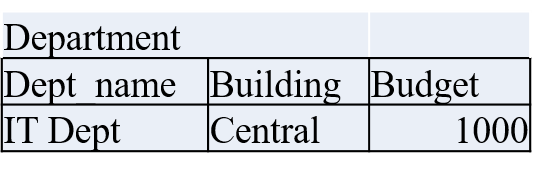 Department
Dept_name Building Budget
IT Dept Central 1000